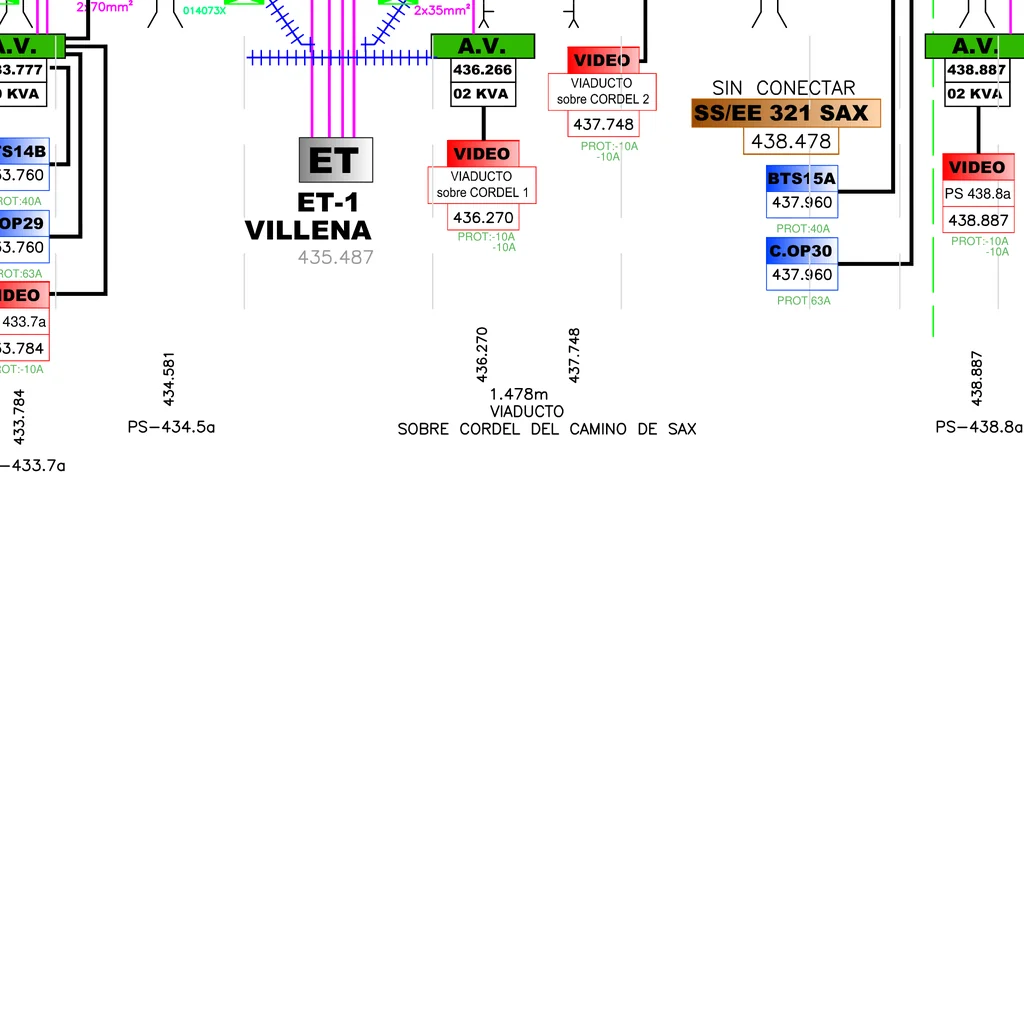 2x70mm²
014073X
2x35mm²
A.V.
33.777
0 KVA
TS14B
33.760
ROT:40A
OP29
33.760
ROT:63A
IDEO
433.7a
33.784
PROT:-10A
433.784
-433.7a
434.581
PS-434.5a
ET
ET-1
VILLENA
435.487
A.V.
436.266
02 KVA
VIDEO
VIADUCTO
sobre CORDEL 1
436.270
PROT:-10A
-10A
VIDEO
VIADUCTO
sobre CORDEL 2
437.748
PROT:-10A
-10A
436.270
437.748
1.478m
VIADUCTO
SOBRE CORDEL DEL CAMINO DE SAX
SIN CONECTAR
SS/EE 321 SAX
438.478
BTS15A
437.960
PROT:40A
C.OP30
437.960
PROT:63A
A.V.
438.887
02 KVA
VIDEO
PS 438.8a
438.887
PROT:-10A
-10A
438.887
PS-438.8a